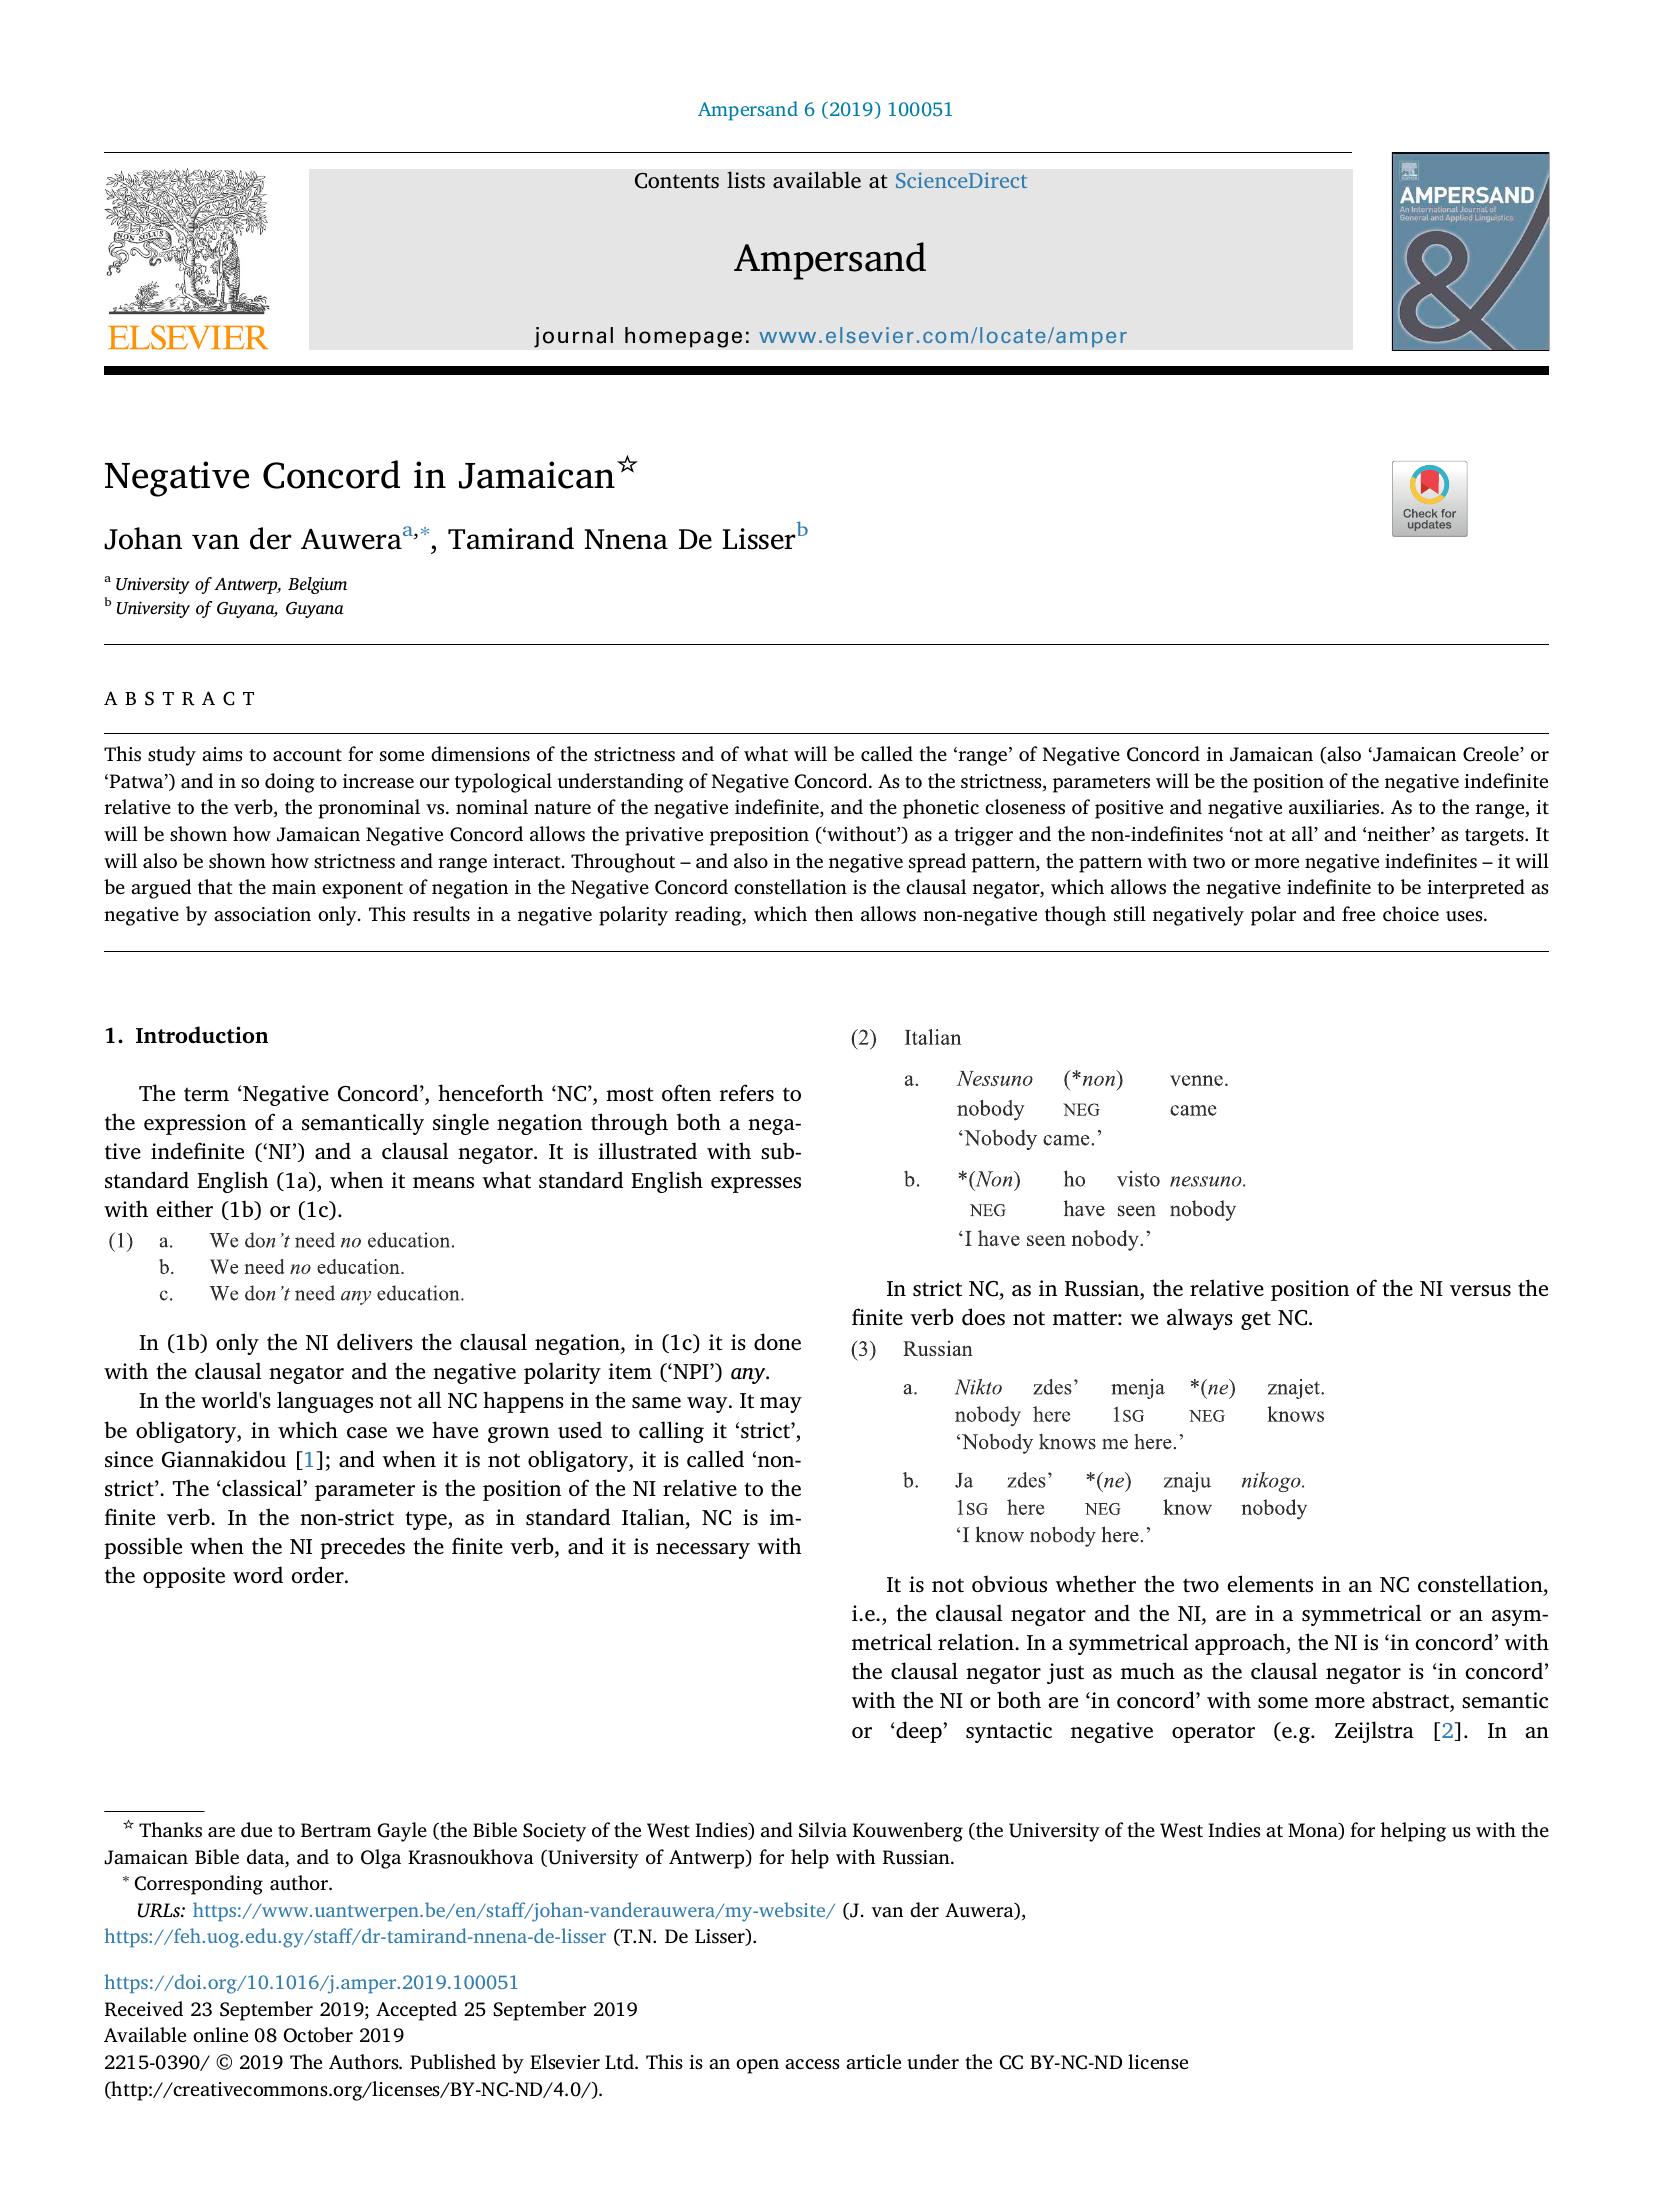 Ampersand 6 (2019) 100051
Contents lists available at ScienceDirect
Ampersand
journal homepage: www.elsevier.com/locate/amper
NON SOLUS
ELSEVIER
AMPERSAND
An International Journal of
General and Applied Linguistics
&
Negative Concord in Jamaican☆
Check for
updates
Johan van der Auwera a,*, Tamirand Nnena De Lisser b
a University of Antwerp, Belgium
b University of Guyana, Guyana
ABSTRACT
This study aims to account for some dimensions of the strictness and of what will be called the ‘range’ of Negative Concord in Jamaican (also ‘Jamaican Creole’ or
‘Patwa’) and in so doing to increase our typological understanding of Negative Concord. As to the strictness, parameters will be the position of the negative indefinite
relative to the verb, the pronominal vs. nominal nature of the negative indefinite, and the phonetic closeness of positive and negative auxiliaries. As to the range, it
will be shown how Jamaican Negative Concord allows the privative preposition (‘without’) as a trigger and the non-indefinites ‘not at all’ and ‘neither’ as targets. It
will also be shown how strictness and range interact. Throughout – and also in the negative spread pattern, the pattern with two or more negative indefinites – it will
be argued that the main exponent of negation in the Negative Concord constellation is the clausal negator, which allows the negative indefinite to be interpreted as
negative by association only. This results in a negative polarity reading, which then allows non-negative though still negatively polar and free choice uses.
1. Introduction
The term ‘Negative Concord’, henceforth ‘NC’, most often refers to
the expression of a semantically single negation through both a nega-
tive indefinite (‘NI’) and a clausal negator. It is illustrated with sub-
standard English (1a), when it means what standard English expresses
with either (1b) or (1c).
(1) a. We don’t need no education.
b. We need no education.
c. We don’t need any education.
In (1b) only the NI delivers the clausal negation, in (1c) it is done
with the clausal negator and the negative polarity item (‘NPI’) any.
In the world's languages not all NC happens in the same way. It may
be obligatory, in which case we have grown used to calling it ‘strict’,
since Giannakidou [1]; and when it is not obligatory, it is called ‘non-
strict’. The ‘classical’ parameter is the position of the NI relative to the
finite verb. In the non-strict type, as in standard Italian, NC is im-
possible when the NI precedes the finite verb, and it is necessary with
the opposite word order.
(2) Italian
a. Nessuno (*non) venne.
nobody NEG came
‘Nobody came.’
b. *(Non) ho visto nessuno.
NEG have seen nobody
‘I have seen nobody.’
In strict NC, as in Russian, the relative position of the NI versus the
finite verb does not matter: we always get NC.
(3) Russian
a. Nikto zdes’ menja *(ne) znajet.
nobody here 1SG NEG knows
‘Nobody knows me here.’
b. Ja zdes’ *(ne) znaju nikogo.
1SG here NEG know nobody
‘I know nobody here.’
It is not obvious whether the two elements in an NC constellation,
i.e., the clausal negator and the NI, are in a symmetrical or an asym-
metrical relation. In a symmetrical approach, the NI is ‘in concord’ with
the clausal negator just as much as the clausal negator is ‘in concord’
with the NI or both are ‘in concord’ with some more abstract, semantic
or ‘deep’ syntactic negative operator (e.g. Zeijlstra [2]. In an
☆ Thanks are due to Bertram Gayle (the Bible Society of the West Indies) and Silvia Kouwenberg (the University of the West Indies at Mona) for helping us with the
Jamaican Bible data, and to Olga Krasnoukhova (University of Antwerp) for help with Russian.
* Corresponding author.
URLs: https://www.uantwerpen.be/en/staff/johan-vanderauwera/my-website/ (J. van der Auwera),
https://feh.uog.edu.gy/staff/dr-tamirand-nnena-de-lisser (T.N. De Lisser).
https://doi.org/10.1016/j.amper.2019.100051
Received 23 September 2019; Accepted 25 September 2019
Available online 08 October 2019
2215-0390/ © 2019 The Authors. Published by Elsevier Ltd. This is an open access article under the CC BY-NC-ND license
(http://creativecommons.org/licenses/BY-NC-ND/4.0/).